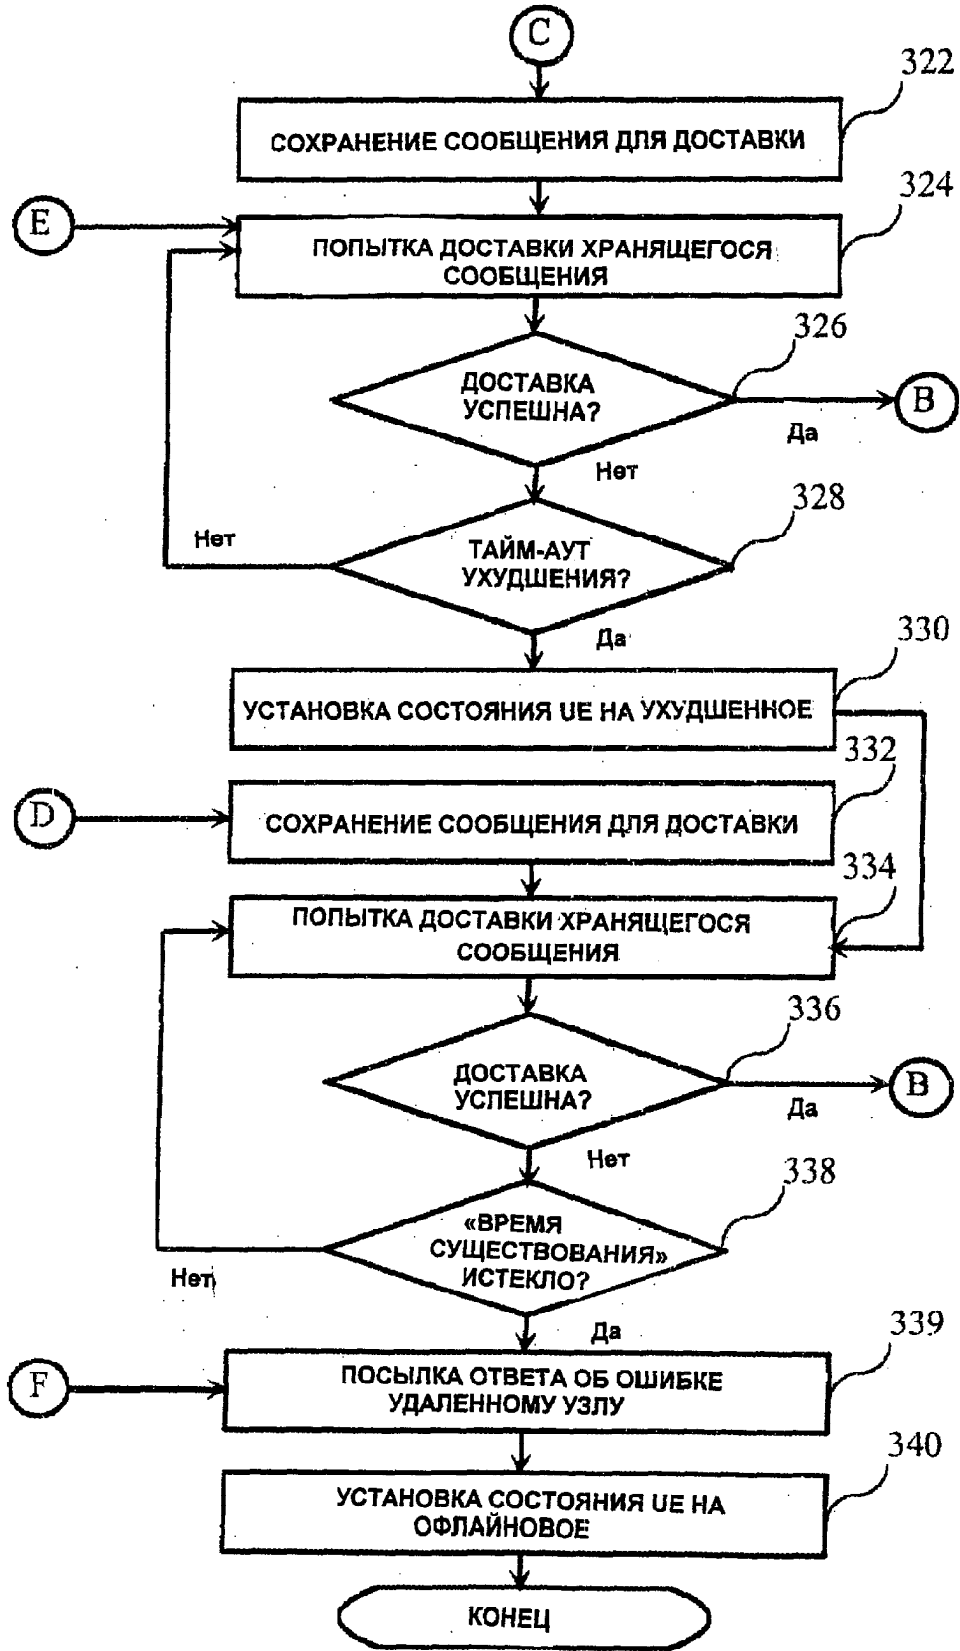 C
322
СОХРАНЕНИЕ СООБЩЕНИЯ ДЛЯ ДОСТАВКИ
324
E
ПОПЫТКА ДОСТАВКИ ХРАНЯЩЕГОСЯ
СООБЩЕНИЯ
326
ДОСТАВКА
УСПЕШНА?
B
Да
Нет
328
Нет
ТАЙМ-АУТ
УХУДШЕНИЯ?
Да
330
УСТАНОВКА СОСТОЯНИЯ UE НА УХУДШЕННОЕ
332
D
СОХРАНЕНИЕ СООБЩЕНИЯ ДЛЯ ДОСТАВКИ
334
ПОПЫТКА ДОСТАВКИ ХРАНЯЩЕГОСЯ
СООБЩЕНИЯ
336
ДОСТАВКА
УСПЕШНА?
B
Да
Нет
338
«ВРЕМЯ
СУЩЕСТВОВАНИЯ»
ИСТЕКЛО?
Нет
Да
339
F
ПОСЫЛКА ОТВЕТА ОБ ОШИБКЕ
УДАЛЕННОМУ УЗЛУ
340
УСТАНОВКА СОСТОЯНИЯ UE НА
ОФЛАЙНОВОЕ
КОНЕЦ